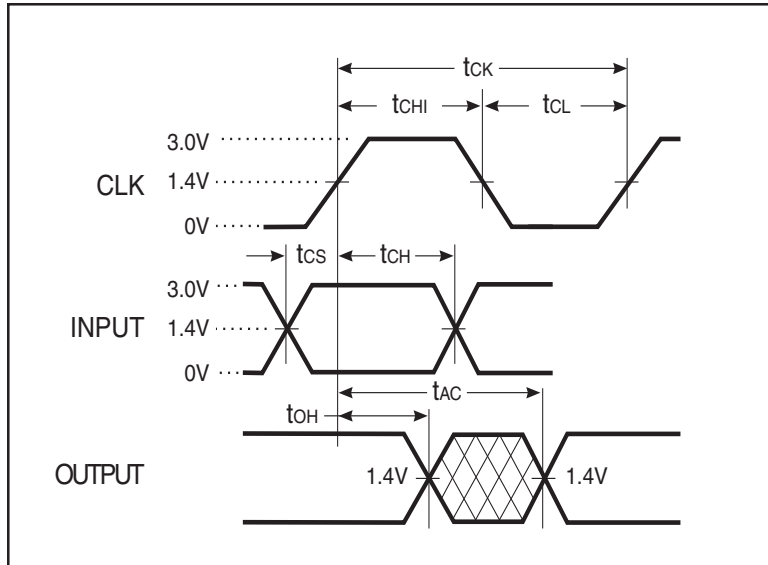 tCK
tCHI tCL
3.0V
CLK 1.4V
0V
tCS tCH
3.0V
INPUT 1.4V
0V
tAC
tOH
OUTPUT 1.4V 1.4V